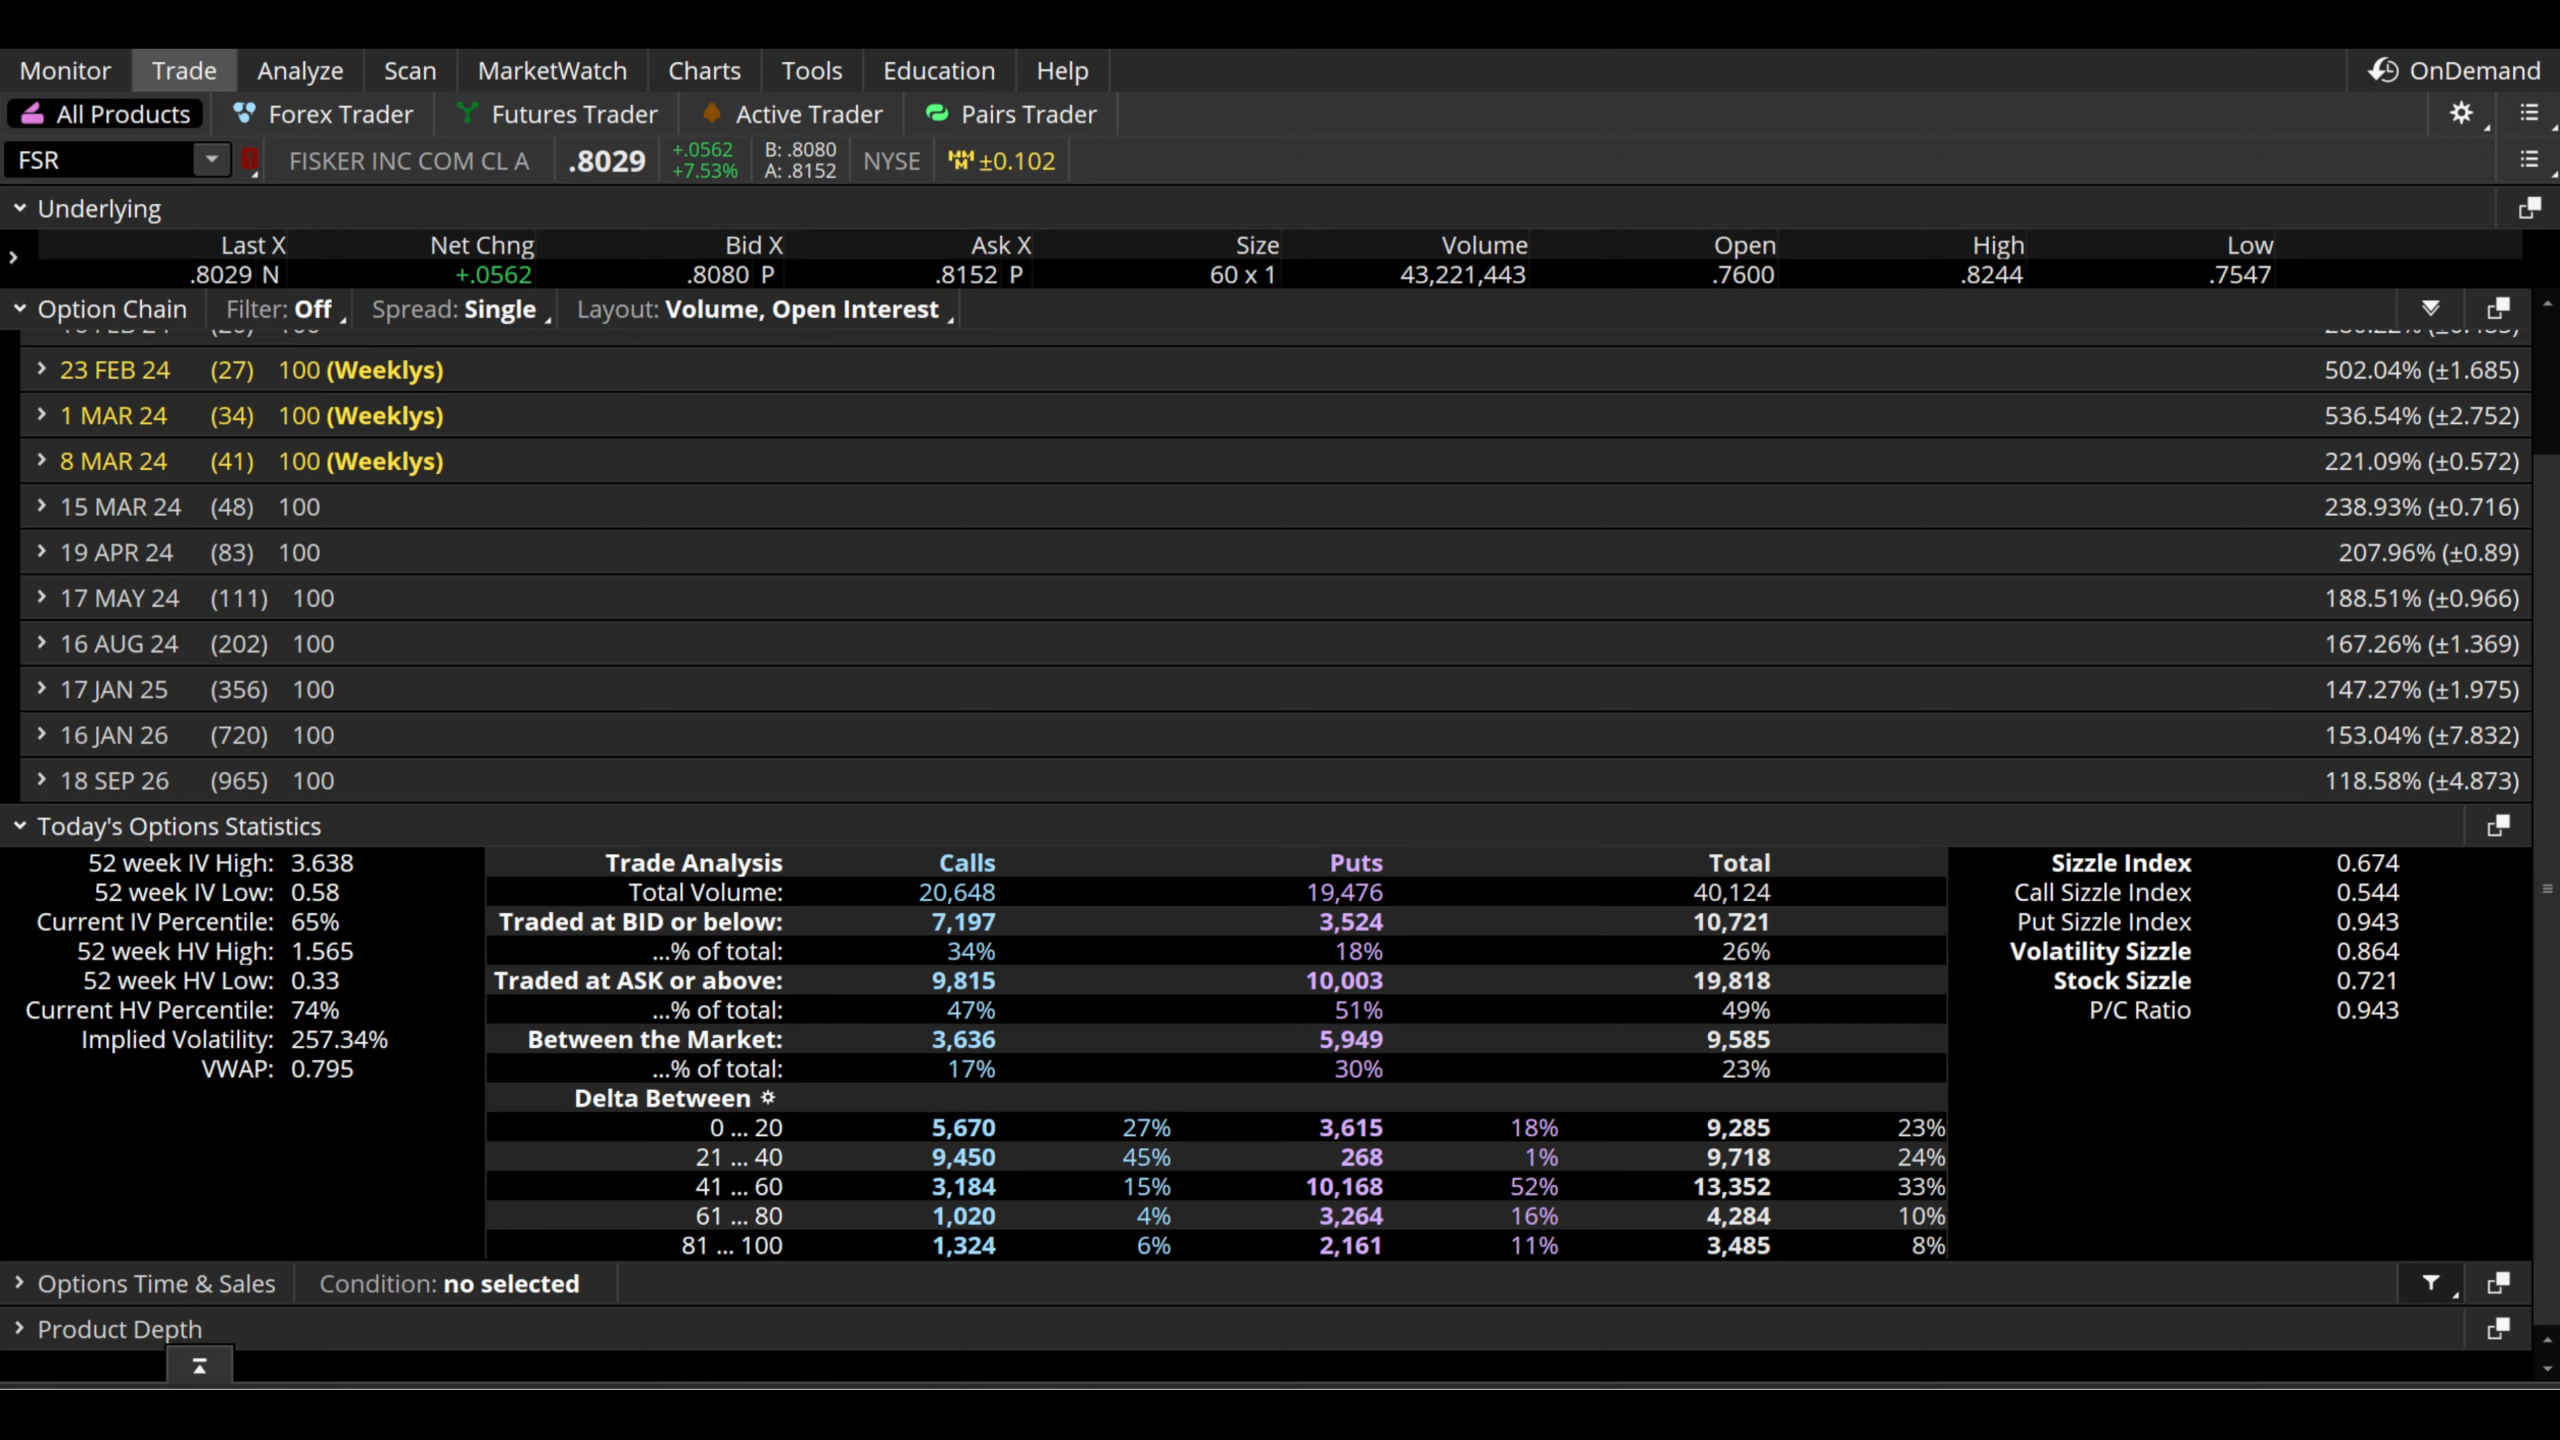 Monitor Trade Analyze Scan MarketWatch Charts Tools Education Help OnDemand
All Products Forex Trader Futures Trader Active Trader Pairs Trader
FSR FISKER INC COM CL A .8029 +.0562 +7.53% B: .8080 A: .8152 NYSE ±0.102
Underlying
Last X Net Chng Bid X Ask X Size Volume Open High Low
.8029 N +.0562 .8080 P .8152 P 60 x 1 43,221,443 .7600 .8244 .7547
Option Chain Filter: Off Spread: Single Layout: Volume, Open Interest
23 FEB 24 (27) 100 (Weeklys) 502.04% (±1.685)
1 MAR 24 (34) 100 (Weeklys) 536.54% (±2.752)
8 MAR 24 (41) 100 (Weeklys) 221.09% (±0.572)
15 MAR 24 (48) 100 238.93% (±0.716)
19 APR 24 (83) 100 207.96% (±0.89)
17 MAY 24 (111) 100 188.51% (±0.966)
16 AUG 24 (202) 100 167.26% (±1.369)
17 JAN 25 (356) 100 147.27% (±1.975)
16 JAN 26 (720) 100 153.04% (±7.832)
18 SEP 26 (965) 100 118.58% (±4.873)
Today's Options Statistics
52 week IV High: 3.638 Trade Analysis Calls Puts Total Sizzle Index 0.674
52 week IV Low: 0.58 Total Volume: 20,648 19,476 40,124 Call Sizzle Index 0.544
Current IV Percentile: 65% Traded at BID or below: 7,197 3,524 10,721 Put Sizzle Index 0.943
52 week HV High: 1.565 ...% of total: 34% 18% 26% Volatility Sizzle 0.864
52 week HV Low: 0.33 Traded at ASK or above: 9,815 10,003 19,818 Stock Sizzle 0.721
Current HV Percentile: 74% ...% of total: 47% 51% 49% P/C Ratio 0.943
Implied Volatility: 257.34% Between the Market: 3,636 5,949 9,585
VWAP: 0.795 ...% of total: 17% 30% 23%
Delta Between
0 ... 20 5,670 27% 3,615 18% 9,285 23%
21 ... 40 9,450 45% 268 1% 9,718 24%
41 ... 60 3,184 15% 10,168 52% 13,352 33%
61 ... 80 1,020 4% 3,264 16% 4,284 10%
81 ... 100 1,324 6% 2,161 11% 3,485 8%
Options Time & Sales Condition: no selected
Product Depth